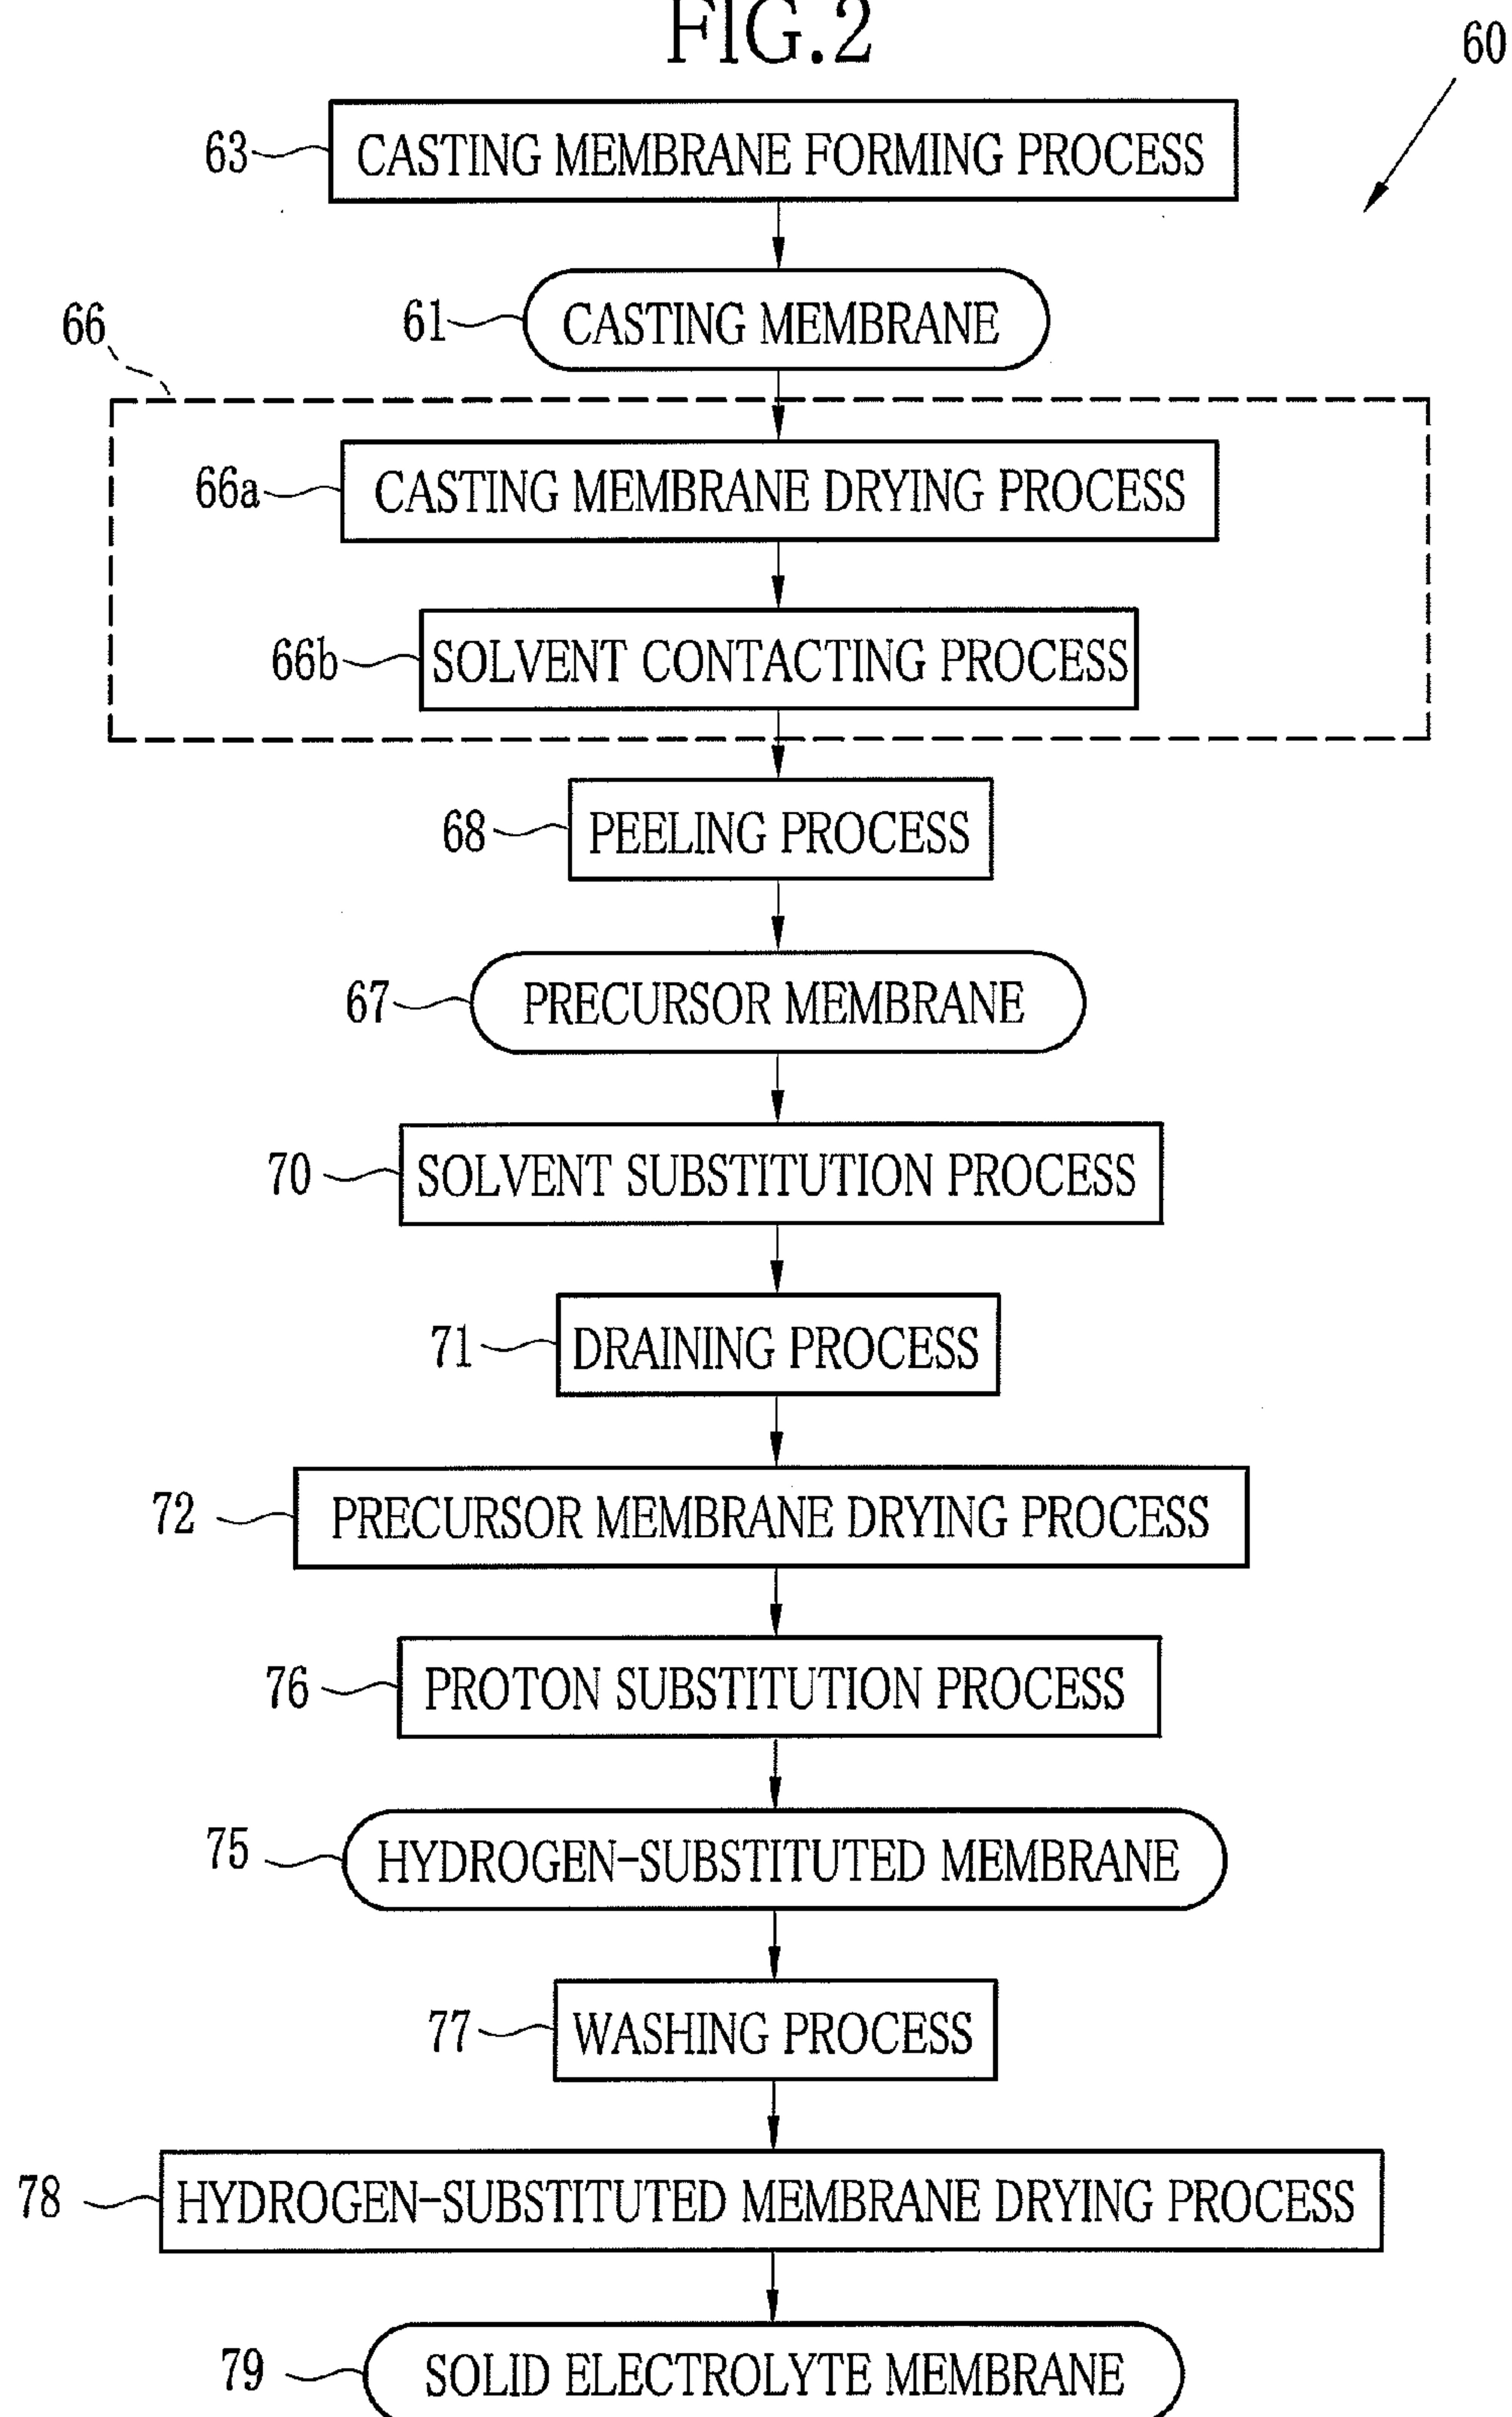 FIG.2
60
63 CASTING MEMBRANE FORMING PROCESS
61 CASTING MEMBRANE
66
66a CASTING MEMBRANE DRYING PROCESS
66b SOLVENT CONTACTING PROCESS
68 PEELING PROCESS
67 PRECURSOR MEMBRANE
70 SOLVENT SUBSTITUTION PROCESS
71 DRAINING PROCESS
72 PRECURSOR MEMBRANE DRYING PROCESS
76 PROTON SUBSTITUTION PROCESS
75 HYDROGEN-SUBSTITUTED MEMBRANE
77 WASHING PROCESS
78 HYDROGEN-SUBSTITUTED MEMBRANE DRYING PROCESS
79 SOLID ELECTROLYTE MEMBRANE